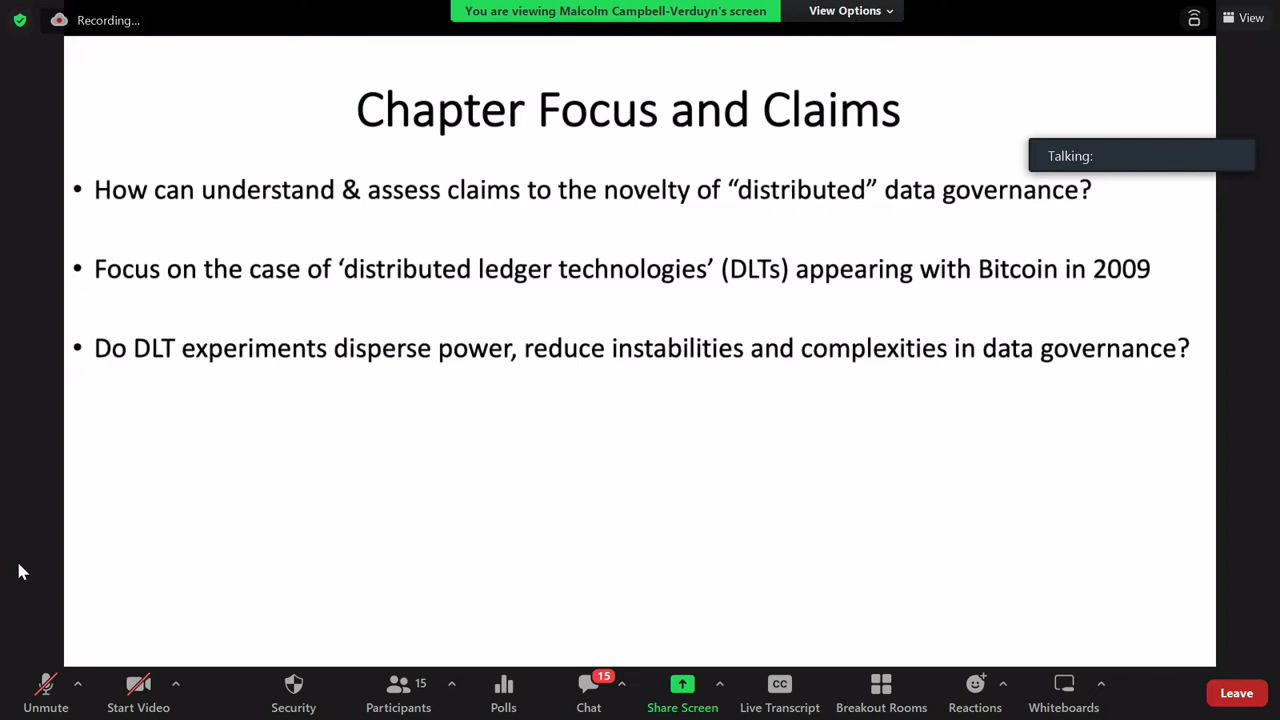 Recording...
You are viewing Malcolm Campbell-Verduyn's screen
View Options
View
Chapter Focus and Claims
Talking:
• How can understand & assess claims to the novelty of “distributed” data governance?
• Focus on the case of ‘distributed ledger technologies’ (DLTs) appearing with Bitcoin in 2009
• Do DLT experiments disperse power, reduce instabilities and complexities in data governance?
Unmute
Start Video
Security
15
Participants
Polls
15
Chat
Share Screen
CC
Live Transcript
Breakout Rooms
Reactions
Whiteboards
Leave